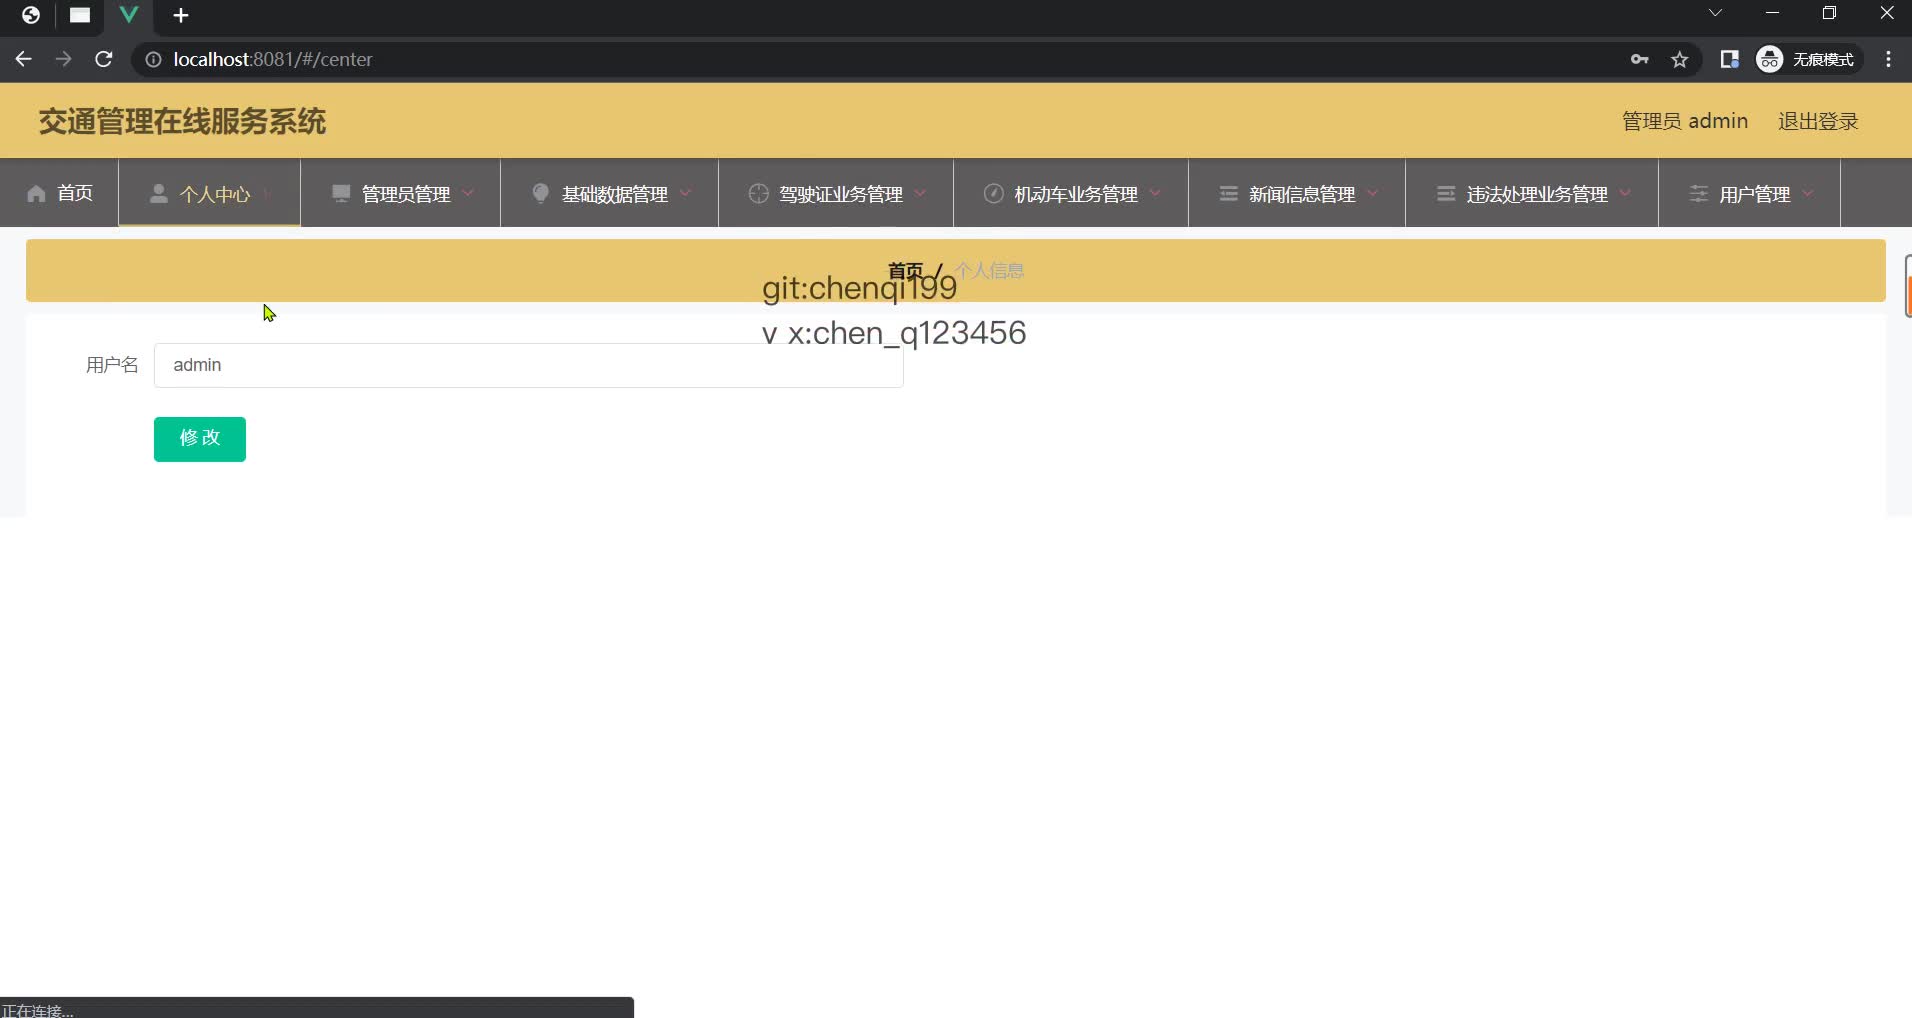 localhost:8081/#/center
无痕模式
交通管理在线服务系统
管理员 admin
退出登录
首页
个人中心
管理员管理
基础数据管理
驾驶证业务管理
机动车业务管理
新闻信息管理
违法处理业务管理
用户管理
首页 / 个人信息
git:chenqi199
v x:chen_q123456
用户名
admin
修 改
正在连接...